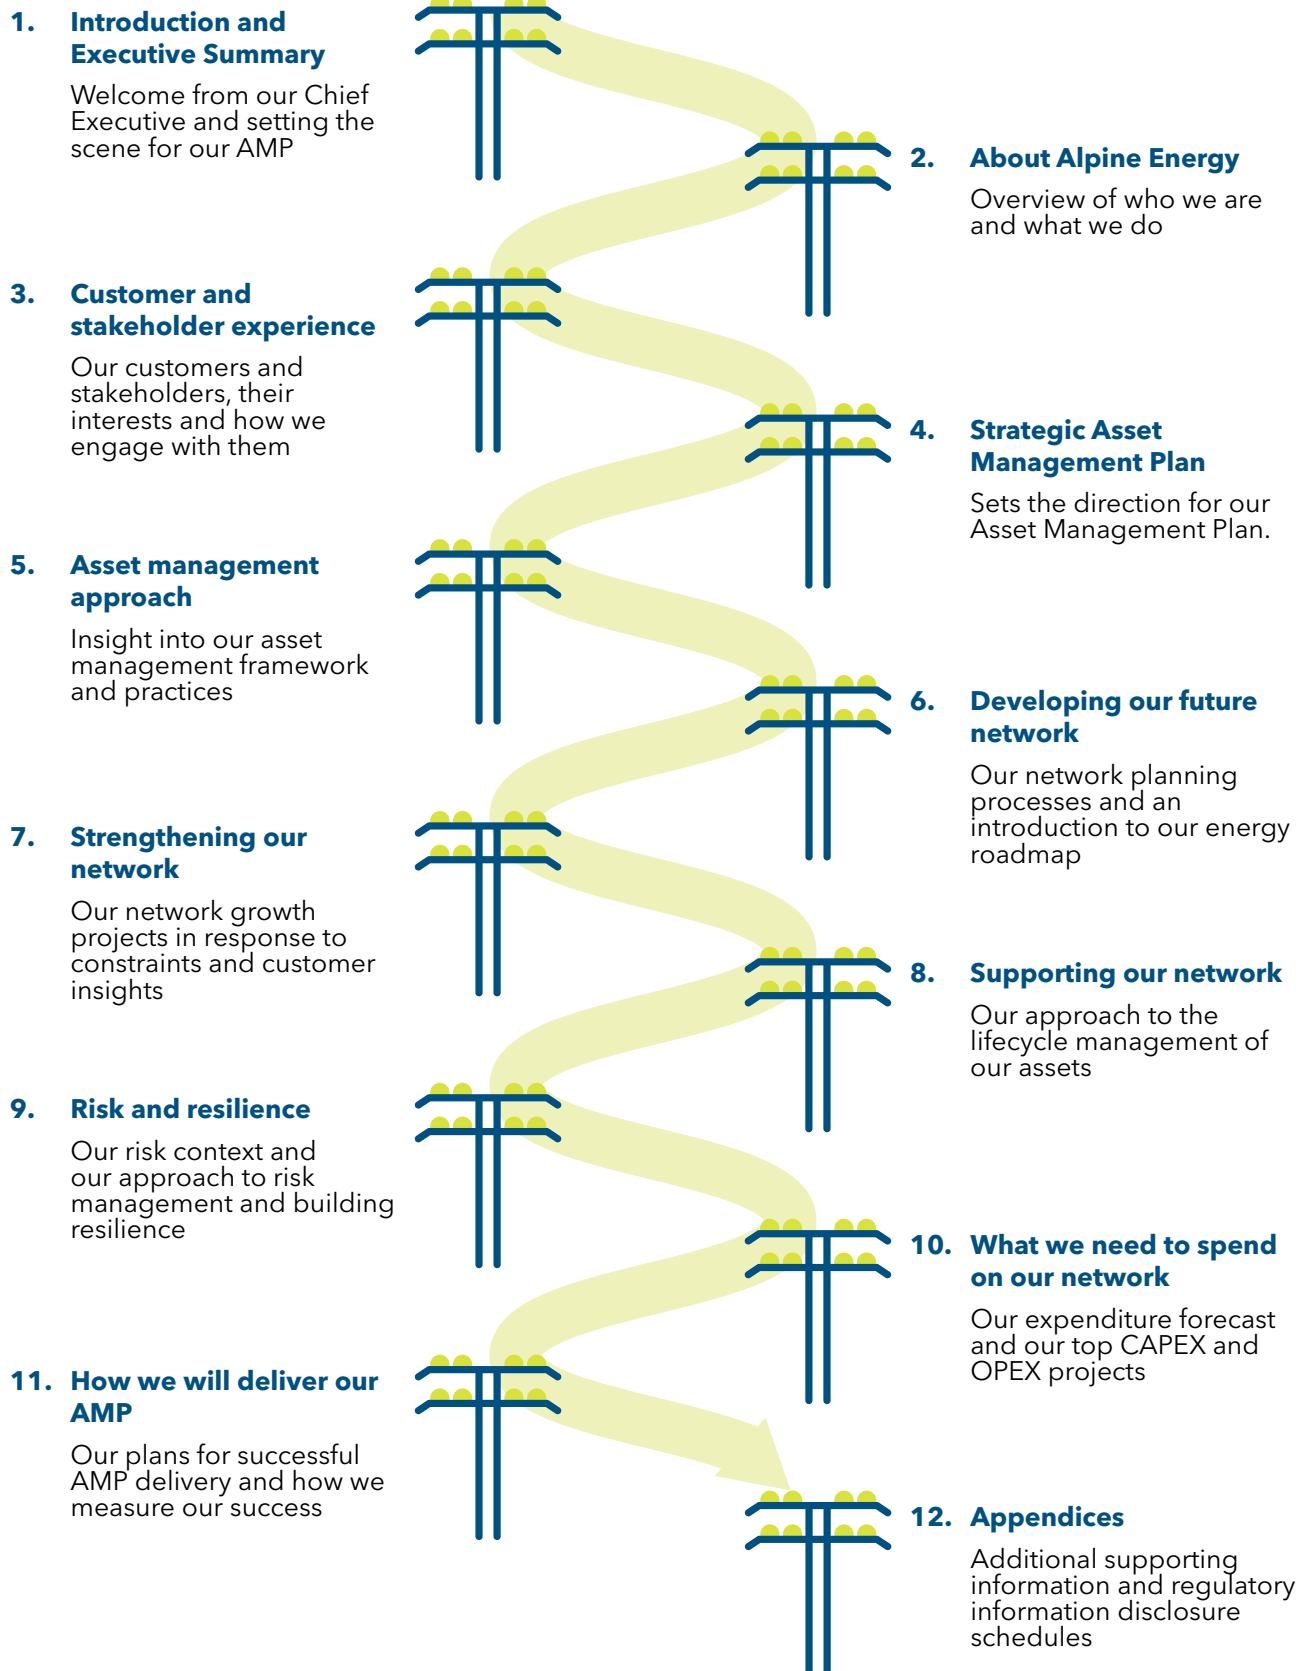 1. Introduction and
Executive Summary
Welcome from our Chief
Executive and setting the
scene for our AMP
2. About Alpine Energy
Overview of who we are
and what we do
3. Customer and
stakeholder experience
Our customers and
stakeholders, their
interests and how we
engage with them
4. Strategic Asset
Management Plan
Sets the direction for our
Asset Management Plan.
5. Asset management
approach
Insight into our asset
management framework
and practices
6. Developing our future
network
Our network planning
processes and an
introduction to our energy
roadmap
7. Strengthening our
network
Our network growth
projects in response to
constraints and customer
insights
8. Supporting our network
Our approach to the
lifecycle management of
our assets
9. Risk and resilience
Our risk context and
our approach to risk
management and building
resilience
10. What we need to spend
on our network
Our expenditure forecast
and our top CAPEX and
OPEX projects
11. How we will deliver our
AMP
Our plans for successful
AMP delivery and how we
measure our success
12. Appendices
Additional supporting
information and regulatory
information disclosure
schedules